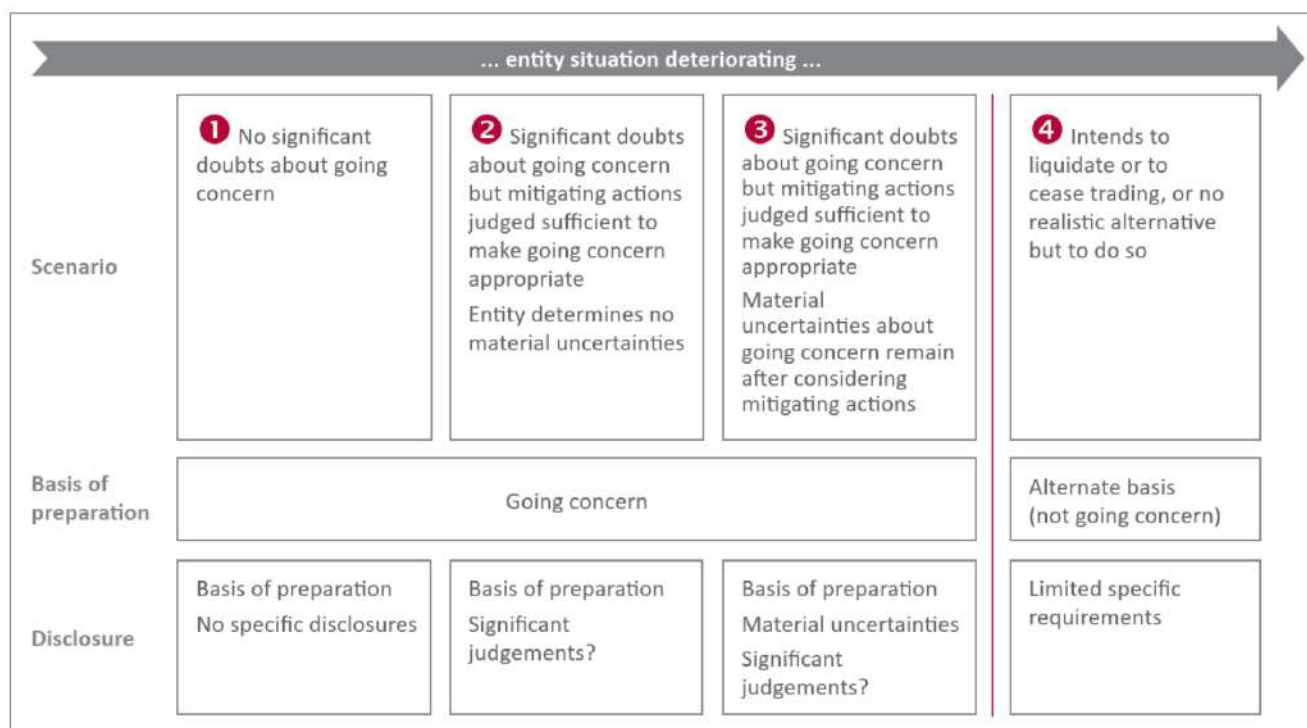 ... entity situation deteriorating ...
Scenario
❶ No significant
doubts about going
concern
❷ Significant doubts
about going concern
but mitigating actions
judged sufficient to
make going concern
appropriate
Entity determines no
material uncertainties
❸ Significant doubts
about going concern
but mitigating actions
judged sufficient to
make going concern
appropriate
Material
uncertainties about
going concern remain
after considering
mitigating actions
❹ Intends to
liquidate or to
cease trading, or no
realistic alternative
but to do so
Basis of
preparation
Going concern
Alternate basis
(not going concern)
Disclosure
Basis of preparation
No specific disclosures
Basis of preparation
Significant
judgements?
Basis of preparation
Material uncertainties
Significant
judgements?
Limited specific
requirements